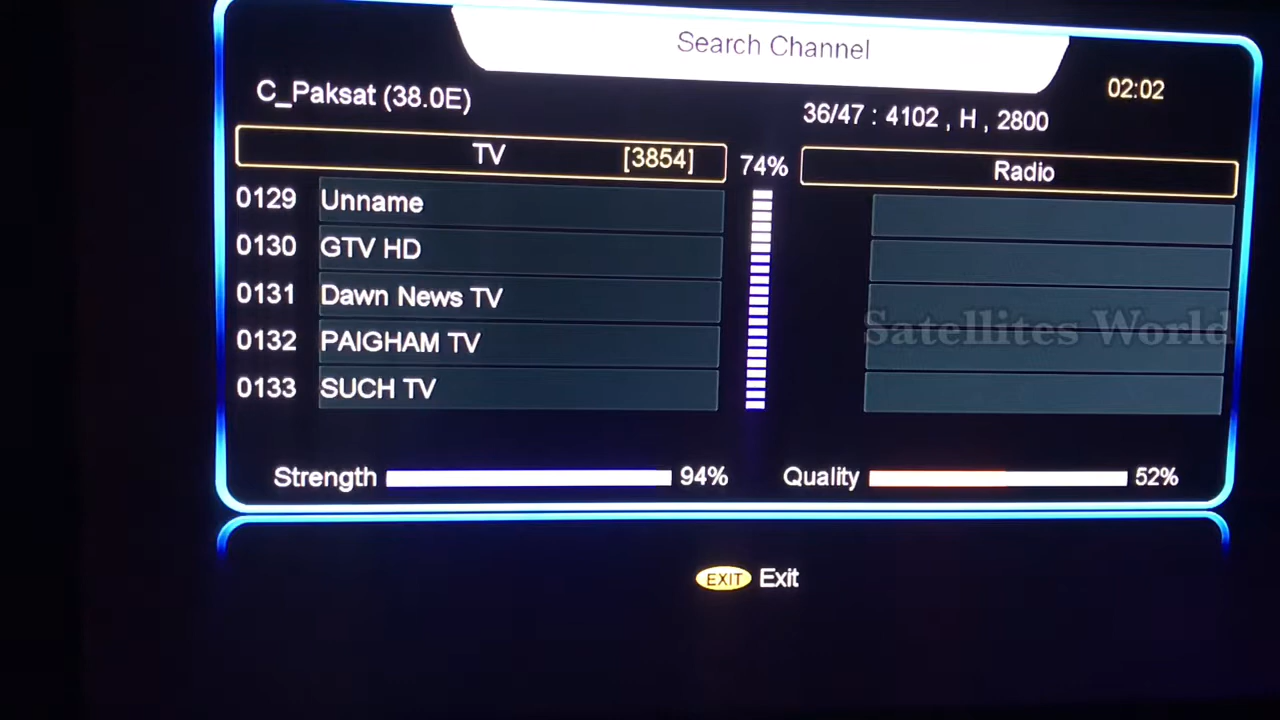 Search Channel
02:02
C_Paksat (38.0E)
36/47 : 4102 , H , 2800
TV [3854]
74%
Radio
0129 Unname
0130 GTV HD
0131 Dawn News TV
0132 PAIGHAM TV
0133 SUCH TV
Satellites World
Strength 94%
Quality 52%
EXIT Exit